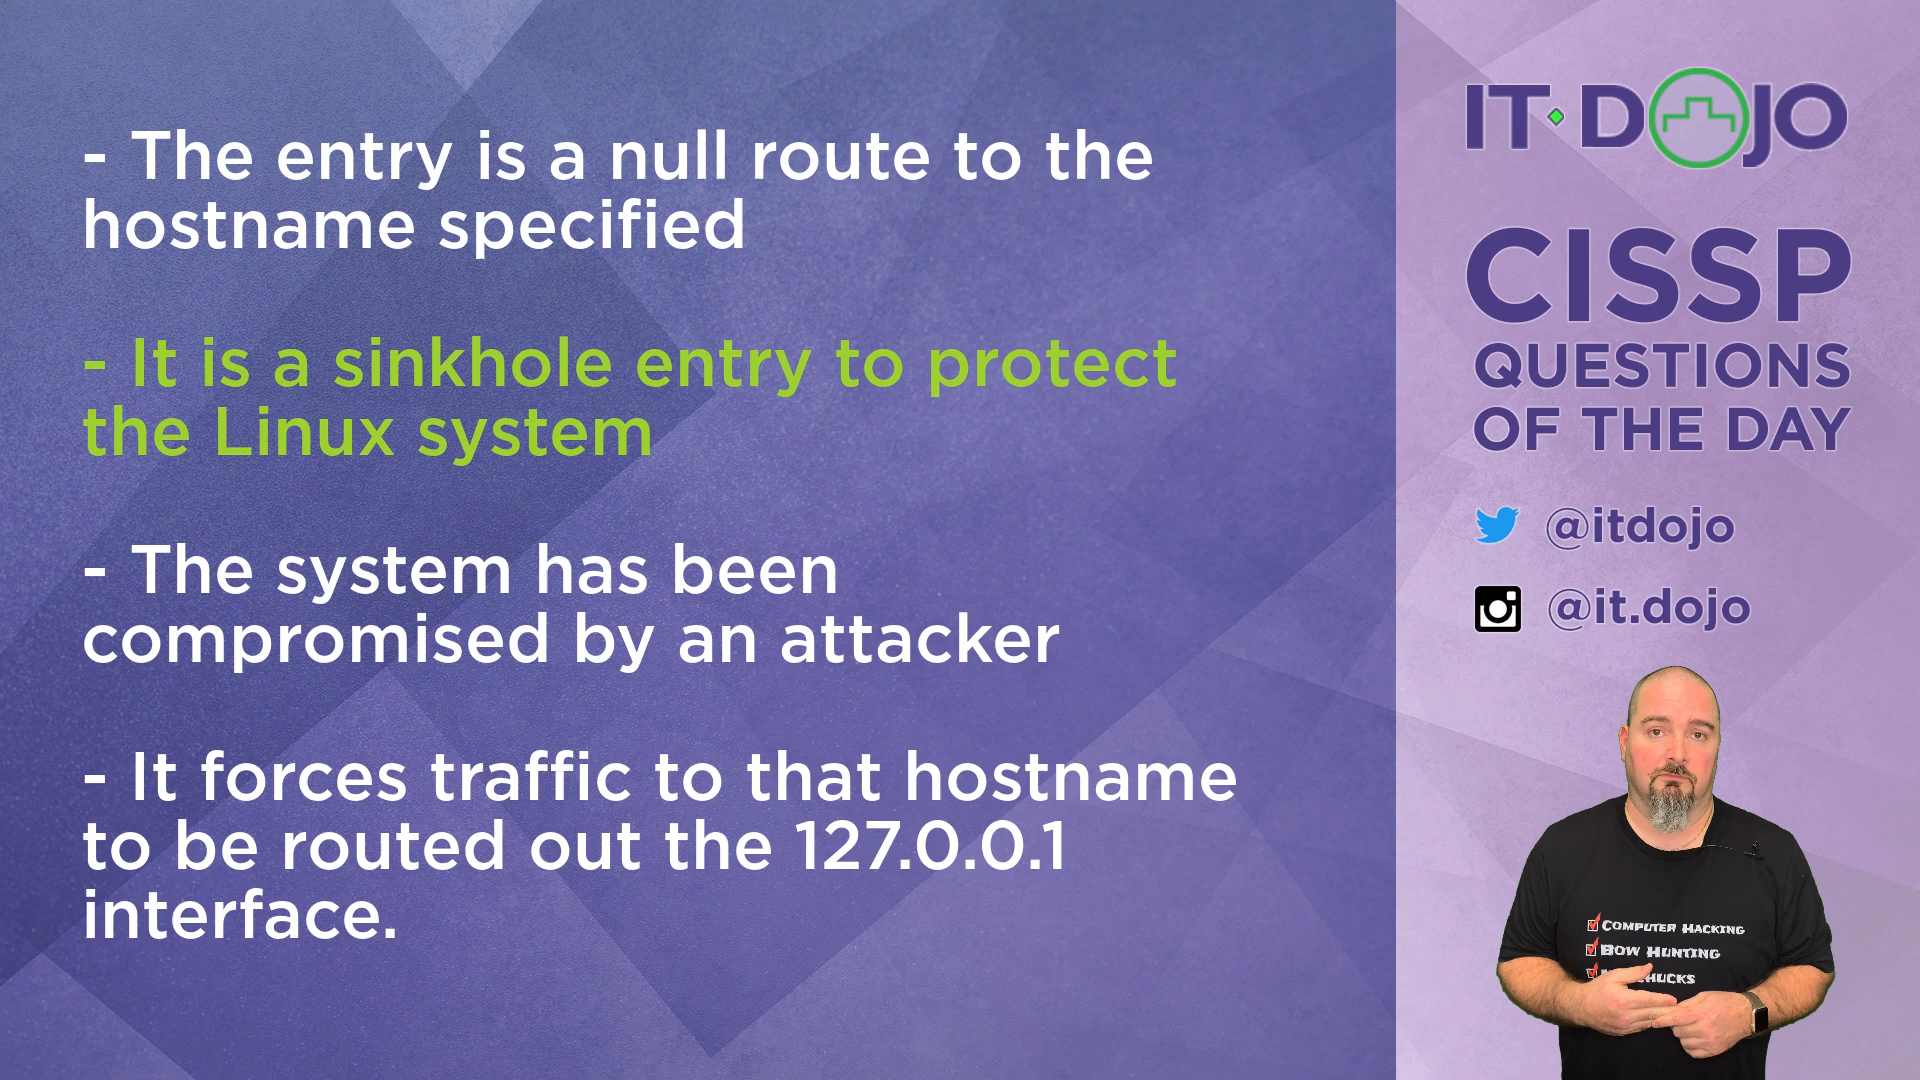 - The entry is a null route to the
hostname specified
- It is a sinkhole entry to protect
the Linux system
- The system has been
compromised by an attacker
- It forces traffic to that hostname
to be routed out the 127.0.0.1
interface.
IT DOJO
CISSP
QUESTIONS
OF THE DAY
@itdojo
@it.dojo
COMPUTER HACKING
BOW HUNTING